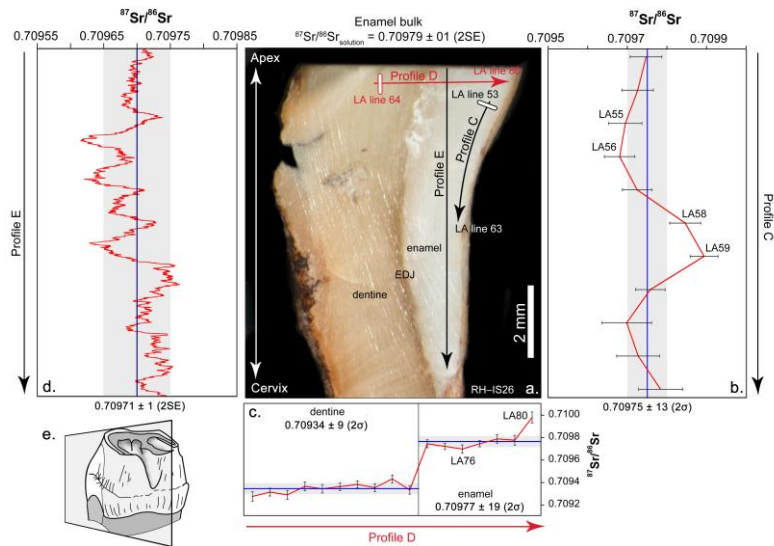 ⁸⁷Sr/⁸⁶Sr
0.70955 0.70965 0.70975 0.70985
Enamel bulk
⁸⁷Sr/⁸⁶Sr solution = 0.70979 ± 01 (2SE)
⁸⁷Sr/⁸⁶Sr
0.7095 0.7097 0.7099
Apex
Profile D
LA line 80
LA line 64
LA line 53
Profile C
Profile E
LA line 63
enamel
EDJ
dentine
2 mm
Cervix
RH–IS26
a.
Profile E
d.
0.70971 ± 1 (2SE)
LA55
LA56
LA58
LA59
Profile C
b.
0.70975 ± 13 (2σ)
c.
dentine
0.70934 ± 9 (2σ)
LA80
LA76
enamel
0.70977 ± 19 (2σ)
0.7100
0.7098
0.7096
0.7094
0.7092
⁸⁷Sr/⁸⁶Sr
Profile D
e.